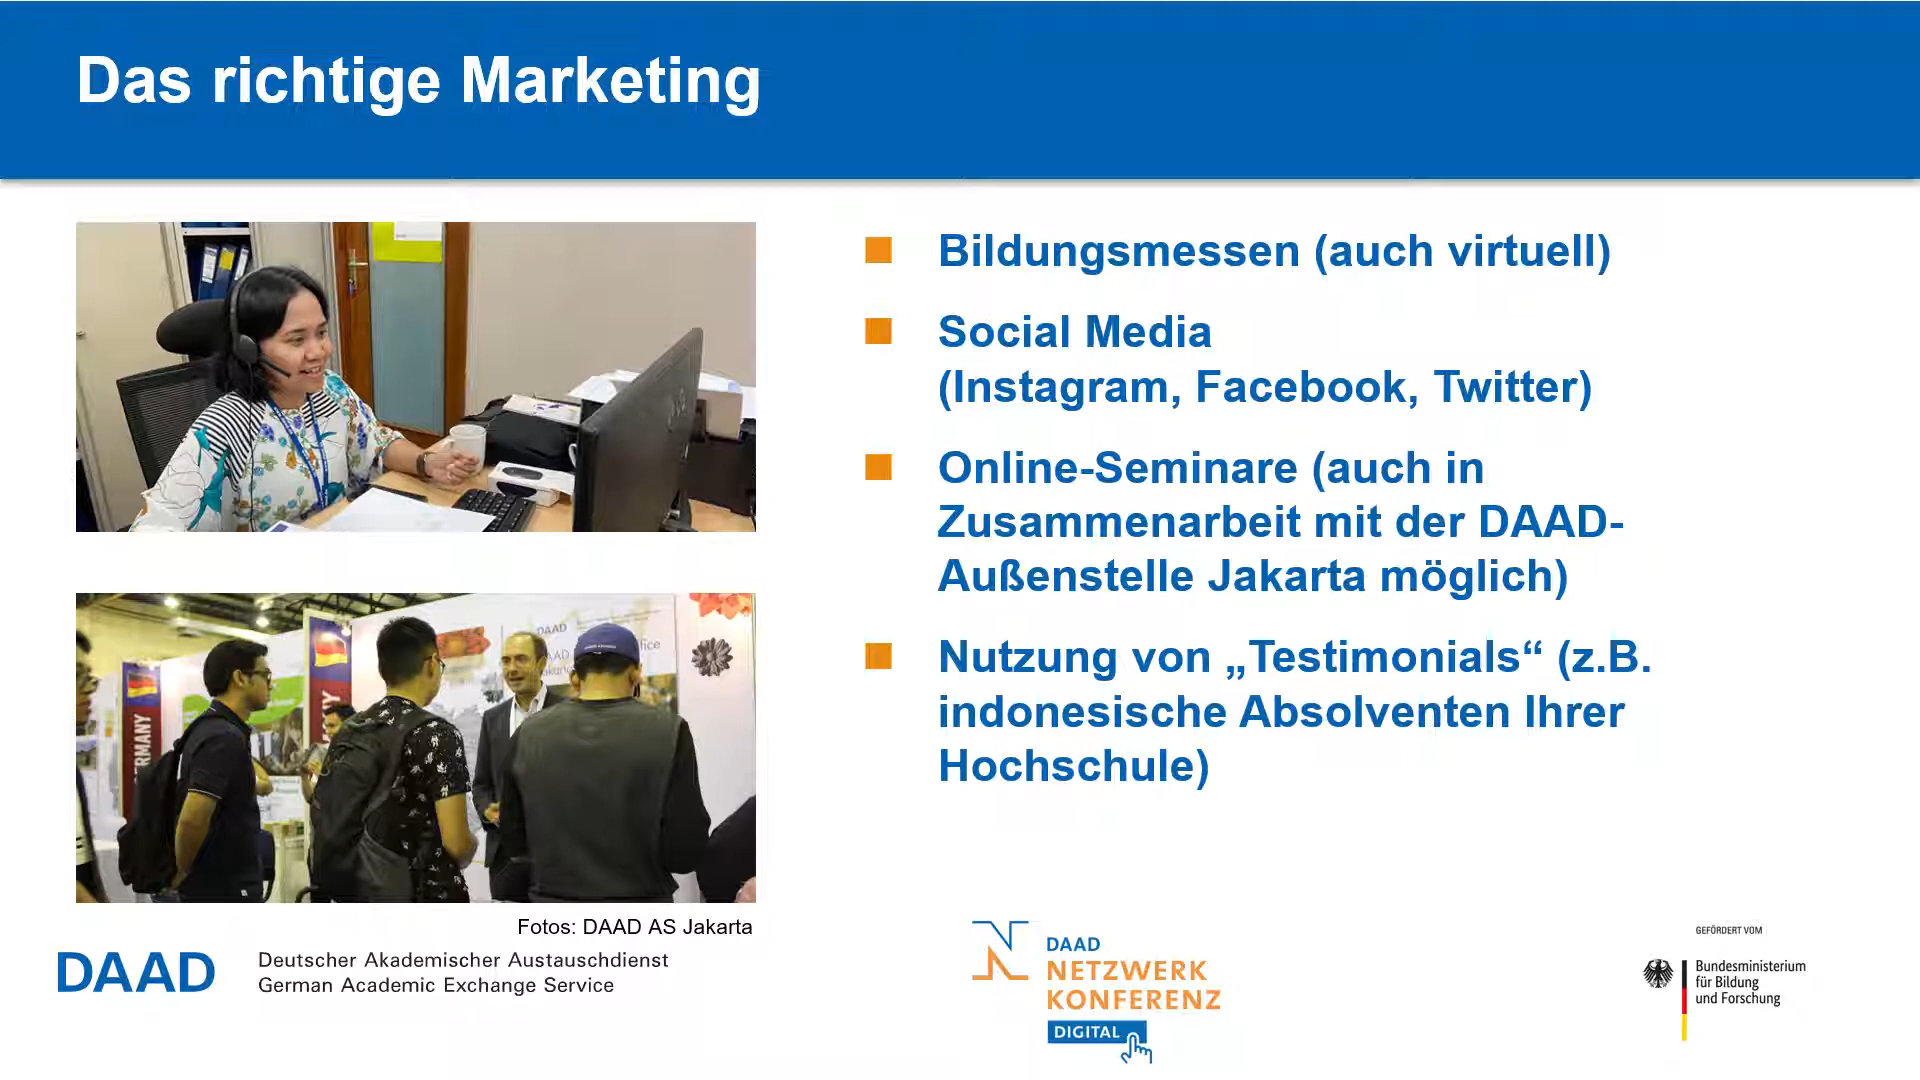 Das richtige Marketing
Bildungsmessen (auch virtuell)
Social Media
(Instagram, Facebook, Twitter)
Online-Seminare (auch in
Zusammenarbeit mit der DAAD-
Außenstelle Jakarta möglich)
Nutzung von „Testimonials“ (z.B.
indonesische Absolventen Ihrer
Hochschule)
GERMANY
DAAD
Fotos: DAAD AS Jakarta
DAAD
Deutscher Akademischer Austauschdienst
German Academic Exchange Service
DAAD
NETZWERK
KONFERENZ
DIGITAL
GEFÖRDERT VOM
Bundesministerium
für Bildung
und Forschung